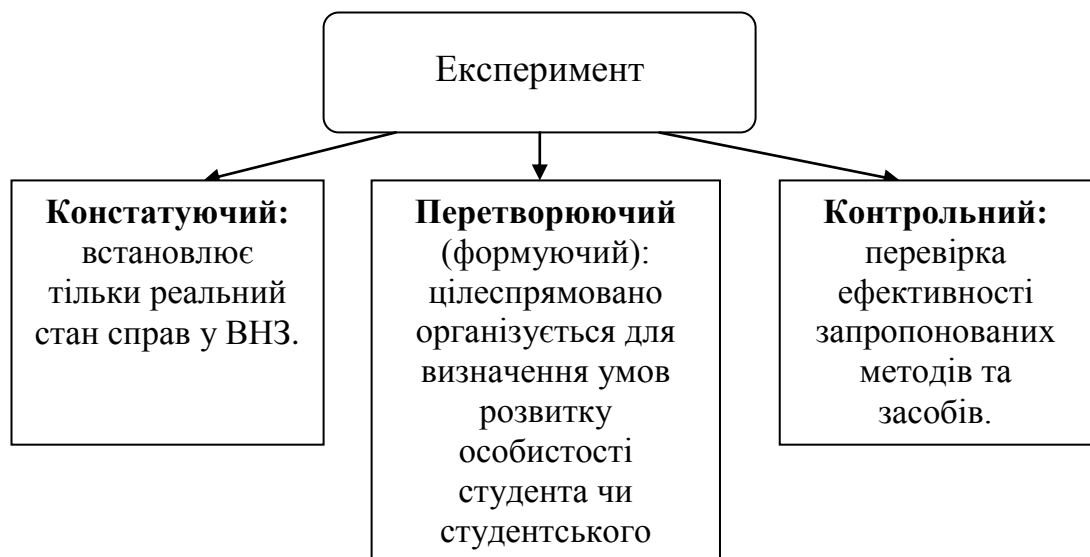 Експеримент
Констатуючий:
встановлює
тільки реальний
стан справ у ВНЗ.
Перетворюючий
(формуючий):
цілеспрямовано
організується для
визначення умов
розвитку
особистості
студента чи
студентського
Контрольний:
перевірка
ефективності
запропонованих
методів та
засобів.